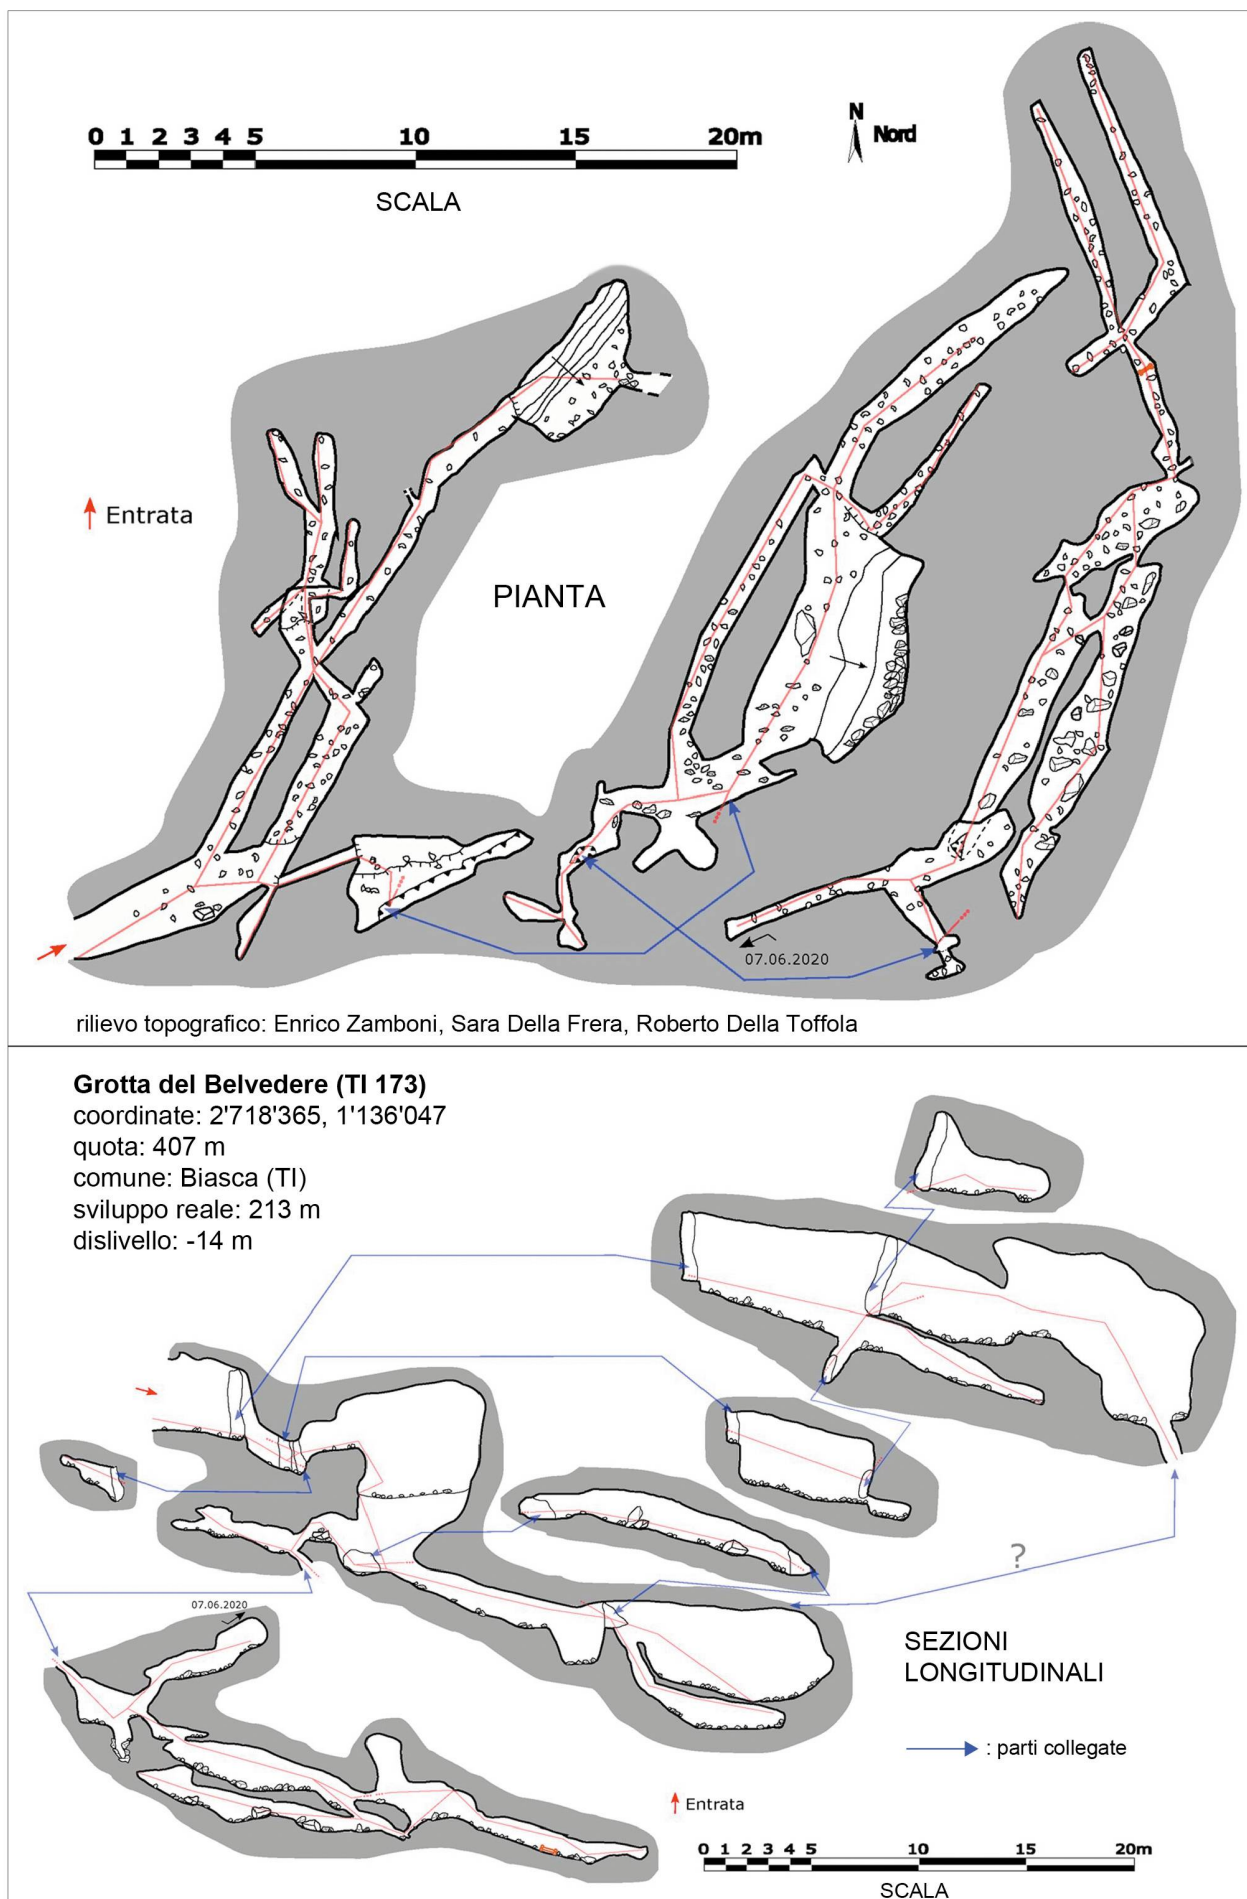 0 1 2 3 4 5 10 15 20m
SCALA
N
Nord
Entrata
PIANTA
07.06.2020
rilievo topografico: Enrico Zamboni, Sara Della Frera, Roberto Della Toffola
Grotta del Belvedere (TI 173)
coordinate: 2'718'365, 1'136'047
quota: 407 m
comune: Biasca (TI)
sviluppo reale: 213 m
dislivello: -14 m
?
07.06.2020
SEZIONI
LONGITUDINALI
: parti collegate
Entrata
0 1 2 3 4 5 10 15 20m
SCALA